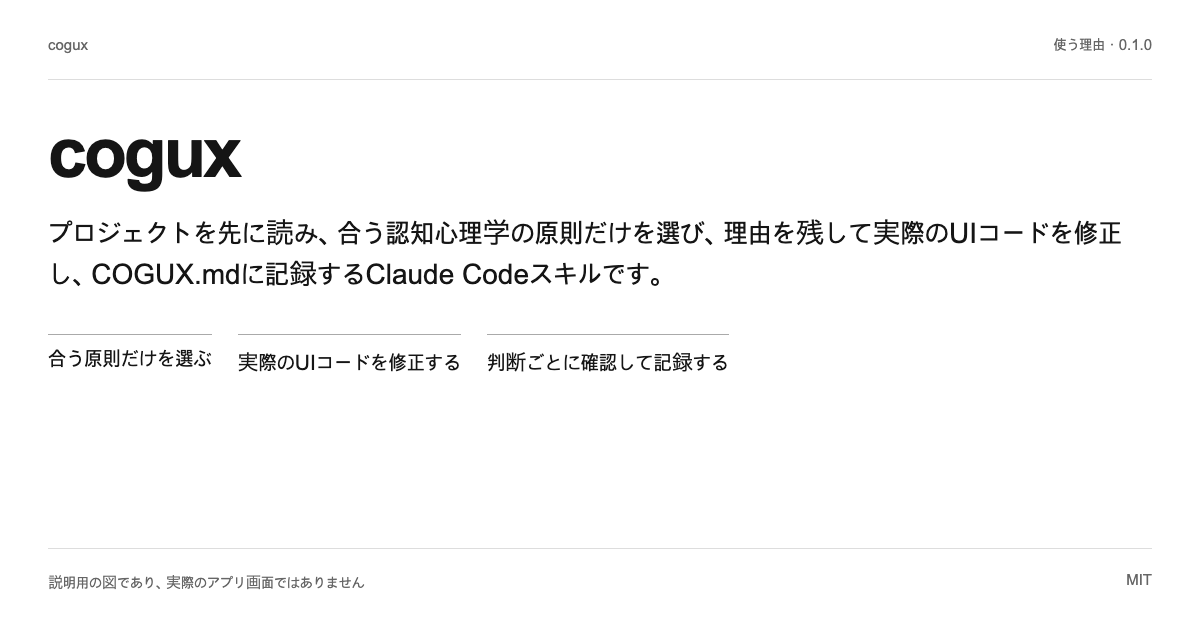 cogux
使う理由 · 0.1.0
cogux
プロジェクトを先に読み、合う認知心理学の原則だけを選び、理由を残して実際のUIコードを修正
し、COGUX.mdに記録するClaude Codeスキルです。
合う原則だけを選ぶ
実際のUIコードを修正する
判断ごとに確認して記録する
説明用の図であり、実際のアプリ画面ではありません
MIT